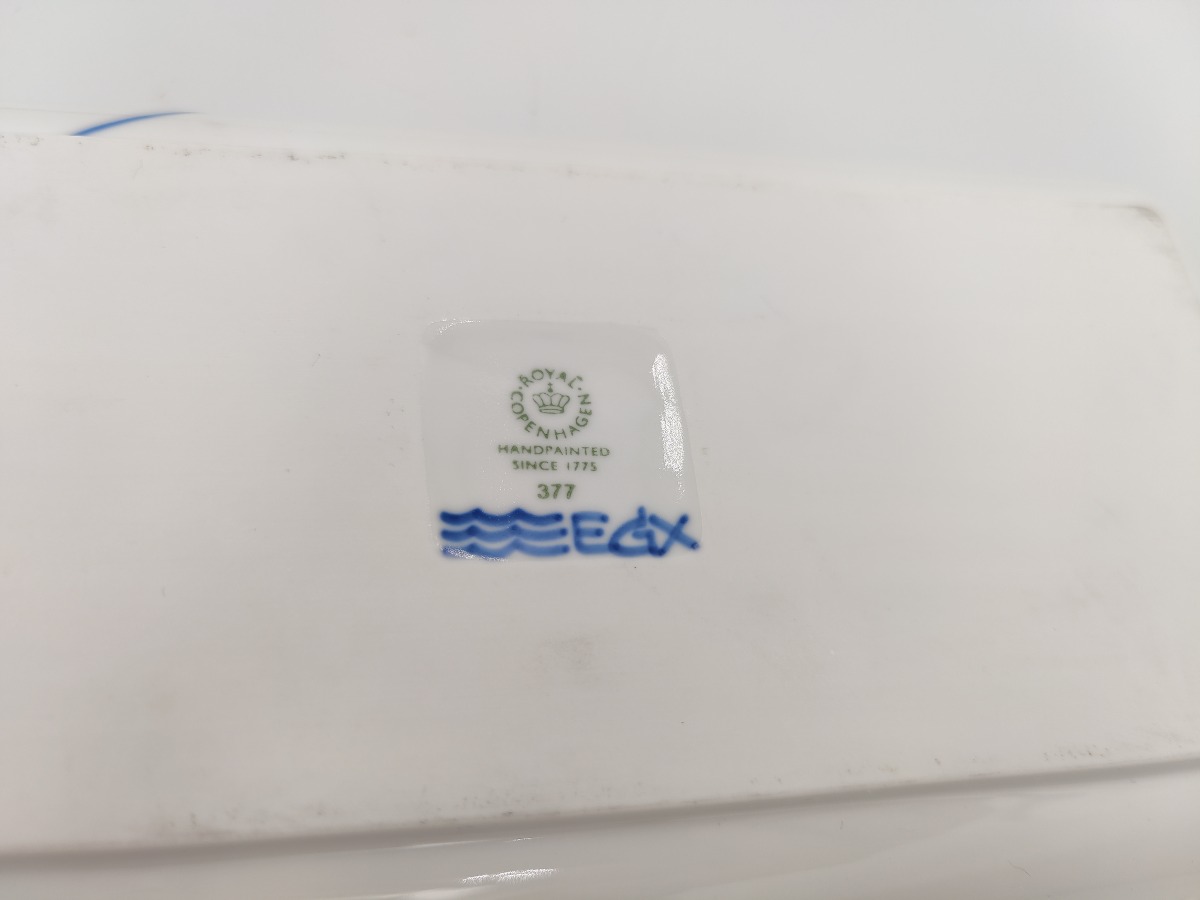 ROYAL
COPENHAGEN
HANDPAINTED
SINCE 1775
377
EGX